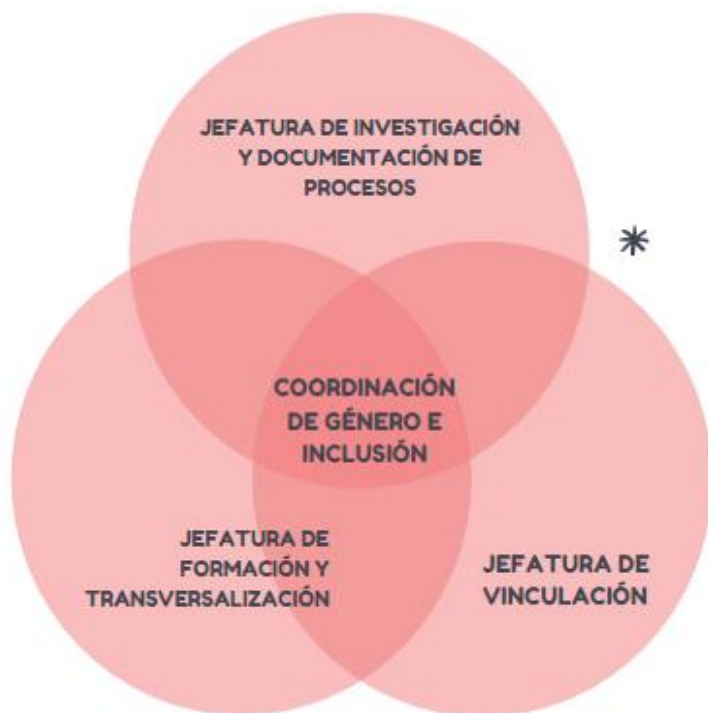 JEFATURA DE INVESTIGACIÓN
Y DOCUMENTACIÓN DE
PROCESOS
COORDINACIÓN
DE GÉNERO E
INCLUSIÓN
JEFATURA DE
FORMACIÓN Y
TRANSVERSALIZACIÓN
JEFATURA DE
VINCULACIÓN